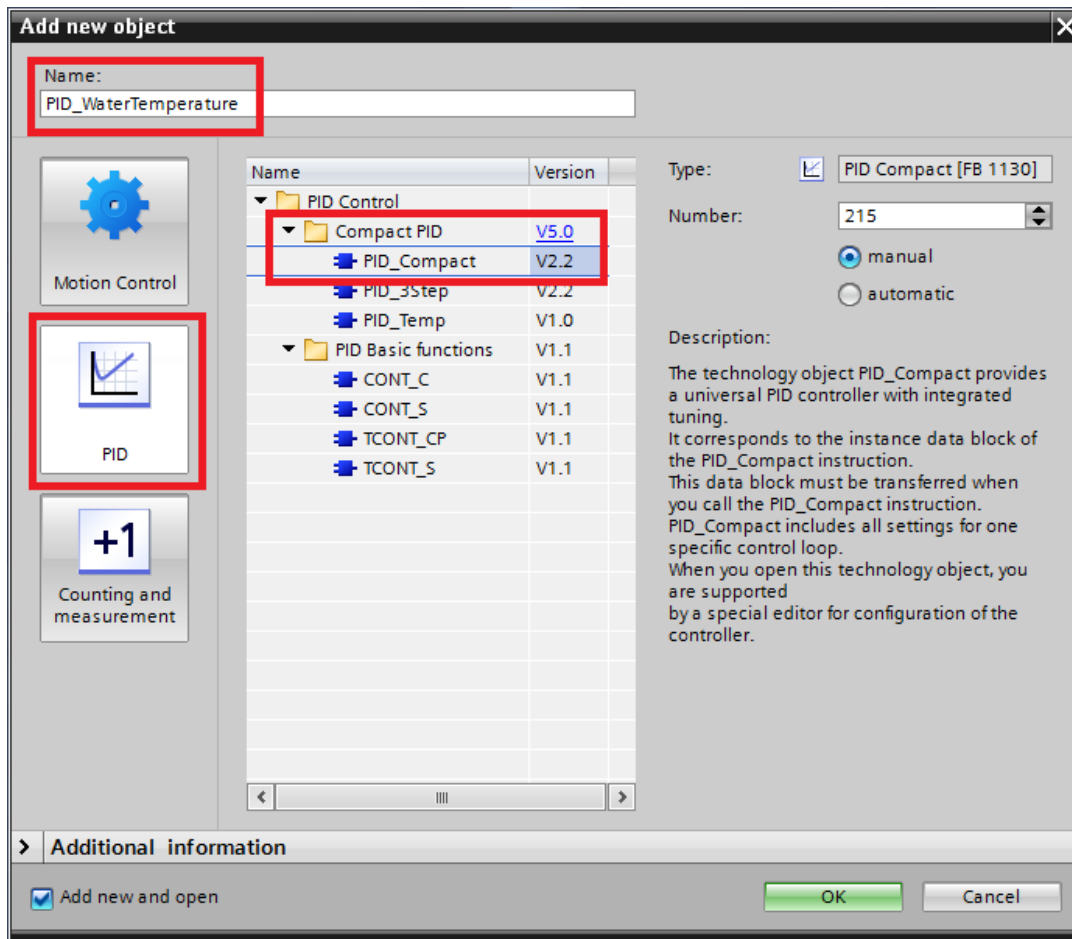 Add new object
Name:
PID_WaterTemperature
Motion Control
PID
+1
Counting and
measurement
Name Version
PID Control
Compact PID V5.0
PID_Compact V2.2
PID_3Step V2.2
PID_Temp V1.0
PID Basic functions V1.1
CONT_C V1.1
CONT_S V1.1
TCONT_CP V1.1
TCONT_S V1.1
Type: PID Compact [FB 1130]
Number: 215
manual
automatic
Description:
The technology object PID_Compact provides
a universal PID controller with integrated
tuning.
It corresponds to the instance data block of
the PID_Compact instruction.
This data block must be transferred when
you call the PID_Compact instruction.
PID_Compact includes all settings for one
specific control loop.
When you open this technology object, you
are supported
by a special editor for configuration of the
controller.
Additional information
Add new and open
OK Cancel